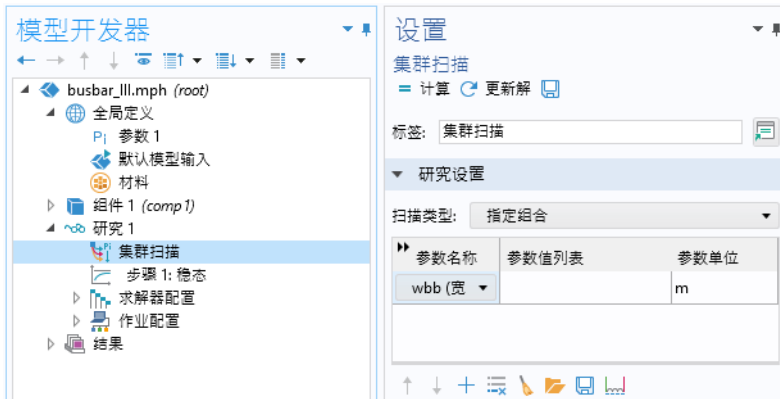 模型开发器
busbar_lll.mph (root)
全局定义
Pi 参数 1
默认模型输入
材料
组件 1 (comp1)
研究 1
集群扫描
步骤 1: 稳态
求解器配置
作业配置
结果
设置
集群扫描
= 计算 更新解
标签: 集群扫描
研究设置
扫描类型: 指定组合
参数名称 参数值列表 参数单位
wbb (宽 m